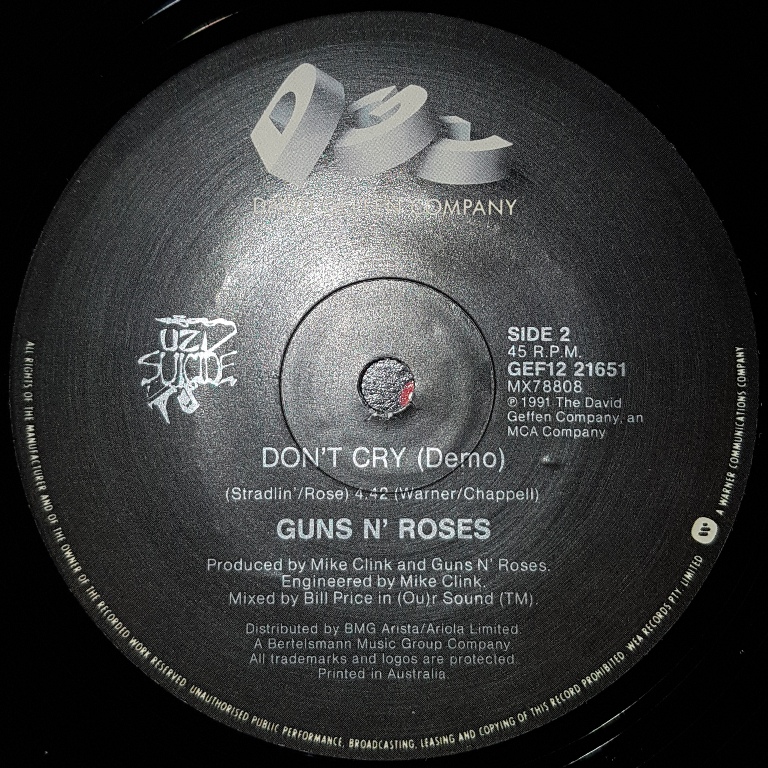 DGC
DAVID GEFFEN COMPANY
UZI
SUICIDE
SIDE 2
45 R.P.M.
GEF12 21651
MX78808
℗ 1991 The David
Geffen Company, an
MCA Company
DON'T CRY (Demo)
(Stradlin'/Rose) 4.42 (Warner/Chappell)
GUNS N' ROSES
Produced by Mike Clink and Guns N' Roses.
Engineered by Mike Clink.
Mixed by Bill Price in (Ou)r Sound (TM).
Distributed by BMG Arista/Ariola Limited.
A Bertelsmann Music Group Company.
All trademarks and logos are protected.
Printed in Australia.
ALL RIGHTS OF THE MANUFACTURER AND OF THE OWNER OF THE RECORDED WORK RESERVED. UNAUTHORISED PUBLIC PERFORMANCE, BROADCASTING, LEASING AND COPYING OF THIS RECORD PROHIBITED. WEA RECORDS PTY. LIMITED A WARNER COMMUNICATIONS COMPANY